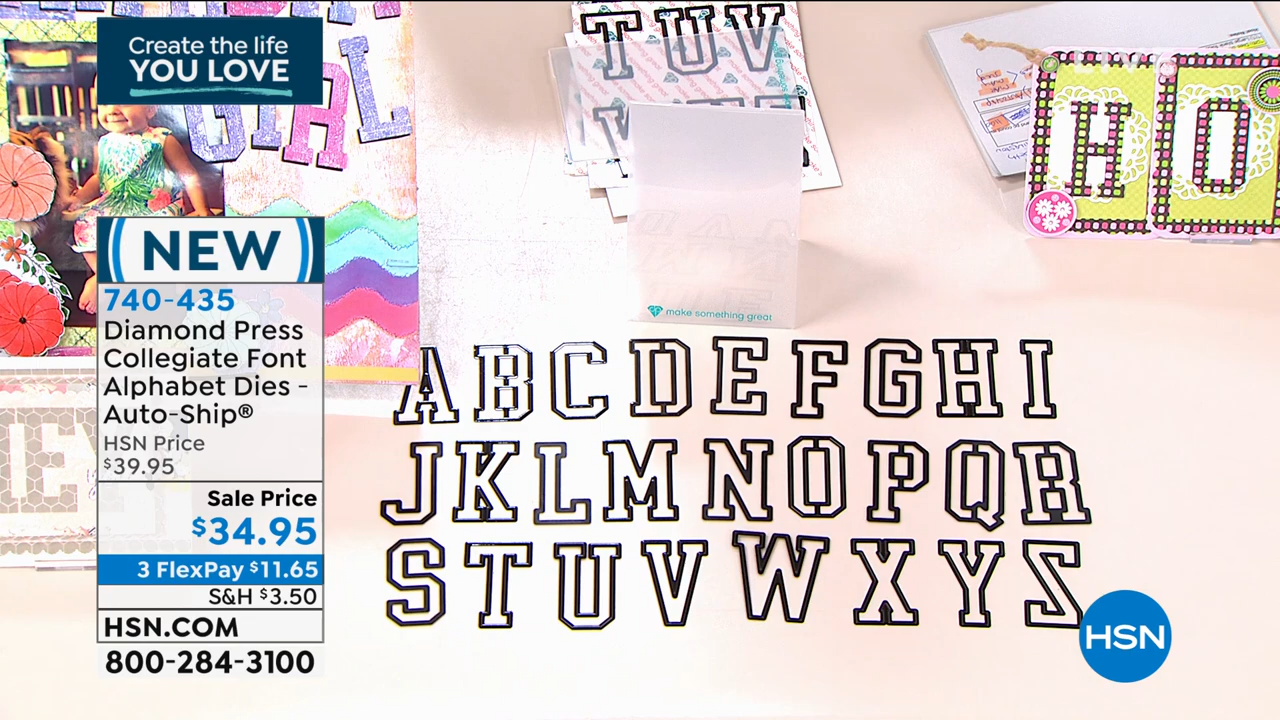 Create the life
YOU LOVE
NEW
740-435
Diamond Press
Collegiate Font
Alphabet Dies -
Auto-Ship®
HSN Price
$39.95
Sale Price
$34.95
3 FlexPay $11.65
S&H $3.50
HSN.COM
800-284-3100
GIRL
TUV
make something great
HO
ABCDEFGHI
JKLMNOPQR
STUVWXYZ
HSN